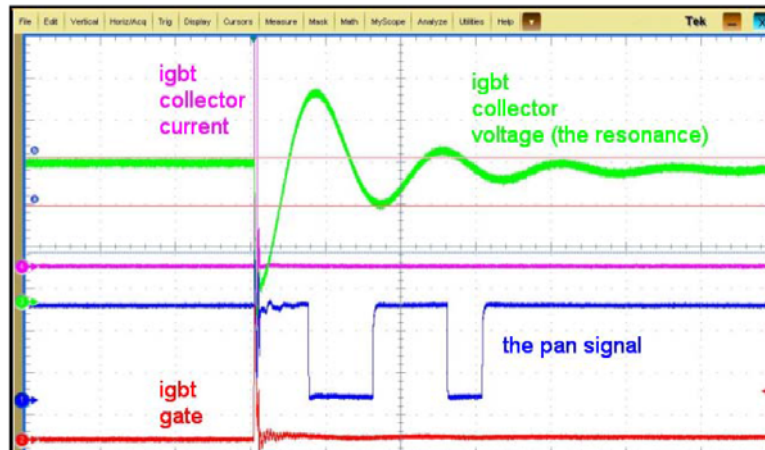 File Edit Vertical Horiz/Acq Trig Display Cursors Measure Mask Math MyScope Analyze Utilities Help Tek
igbt
collector
current
igbt
collector
voltage (the resonance)
the pan signal
igbt
gate